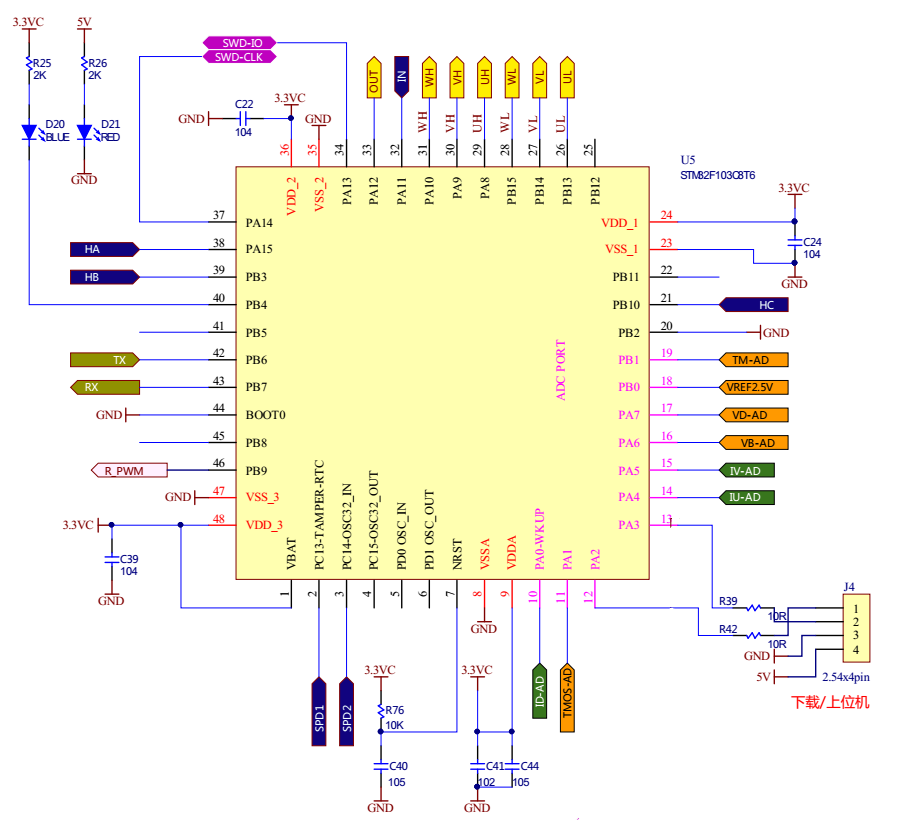 3.3VC
5V
R25
2K
R26
2K
D20
BLUE
D21
RED
GND
SWD-IO
SWD-CLK
OUT
IN
WH
VH
UH
WL
VL
UL
WH
VH
UH
WL
VL
UL
3.3VC
C22
104
GND
GND
36
35
34
33
32
31
30
29
28
27
26
25
VDD_2
VSS_2
PA13
PA12
PA11
PA10
PA9
PA8
PB15
PB14
PB13
PB12
U5
STM32F103C8T6
37 PA14
HA 38 PA15
HB 39 PB3
40 PB4
41 PB5
TX 42 PB6
RX 43 PB7
GND 44 BOOT0
45 PB8
R_PWM 46 PB9
GND 47 VSS_3
3.3VC 48 VDD_3
C39
104
GND
VDD_1 24
VSS_1 23
PB11 22
PB10 21 HC
PB2 20 GND
PB1 19 TM-AD
PB0 18 VREF2.5V
PA7 17 VD-AD
PA6 16 VB-AD
PA5 15 IV-AD
PA4 14 IU-AD
PA3 13
ADC PORT
3.3VC
C24
104
GND
VBAT
PC13-TAMPER-RTC
PC14-OSC32_IN
PC15-OSC32_OUT
PD0 OSC_IN
PD1 OSC_OUT
NRST
VSSA
VDDA
PA0-WKUP
PA1
PA2
1
2
3
4
5
6
7
8
9
10
11
12
GND
SPD1
SPD2
ID-AD
TMOS-AD
3.3VC
R76
10K
C40
105
GND
3.3VC
C41
102
C44
105
GND
R39
10R
R42
10R
GND
5V
J4
1
2
3
4
2.54x4pin
下载/上位机